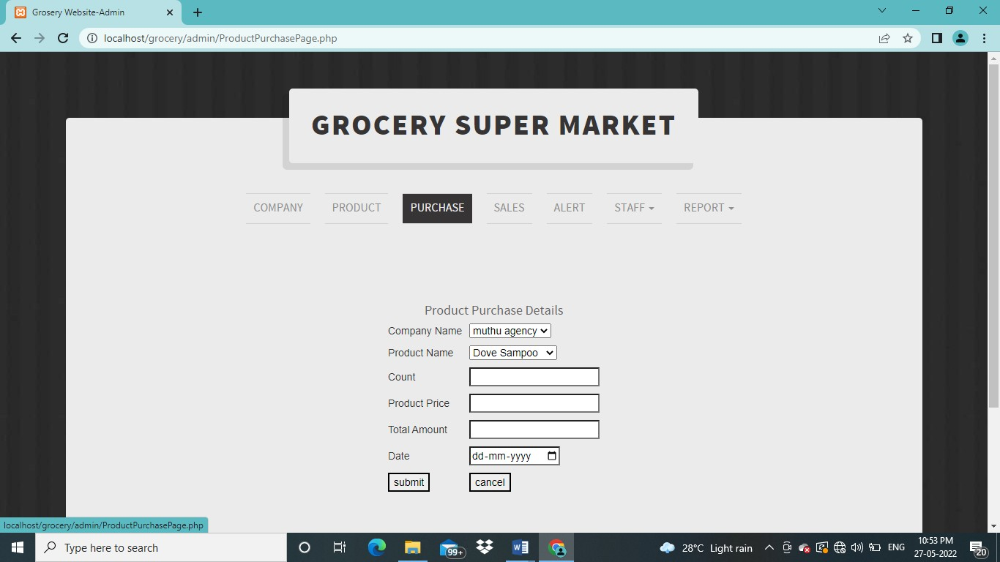 Grosery Website-Admin
localhost/grocery/admin/ProductPurchasePage.php
GROCERY SUPER MARKET
COMPANY PRODUCT PURCHASE SALES ALERT STAFF REPORT
Product Purchase Details
Company Name muthu agency
Product Name Dove Sampoo
Count
Product Price
Total Amount
Date dd-mm-yyyy
submit cancel
localhost/grocery/admin/ProductPurchasePage.php
Type here to search 99+ 28°C Light rain ENG 10:53 PM
27-05-2022 20